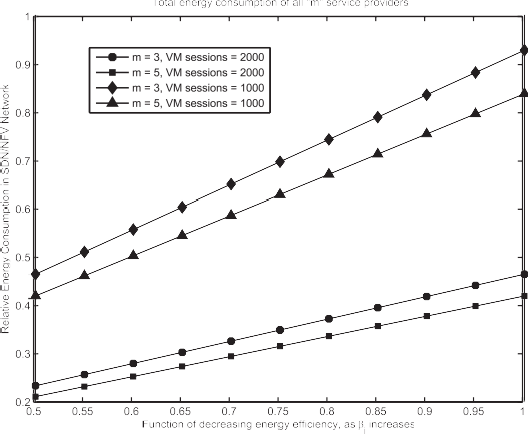 Total energy consumption of all "m" service providers
1
0.9
0.8
0.7
0.6
0.5
0.4
0.3
0.2
Relative Energy Consumption in SDN/NFV Network
m = 3, VM sessions = 2000
m = 5, VM sessions = 2000
m = 3, VM sessions = 1000
m = 5, VM sessions = 1000
0.5 0.55 0.6 0.65 0.7 0.75 0.8 0.85 0.9 0.95 1
Function of decreasing energy efficiency, as βj increases